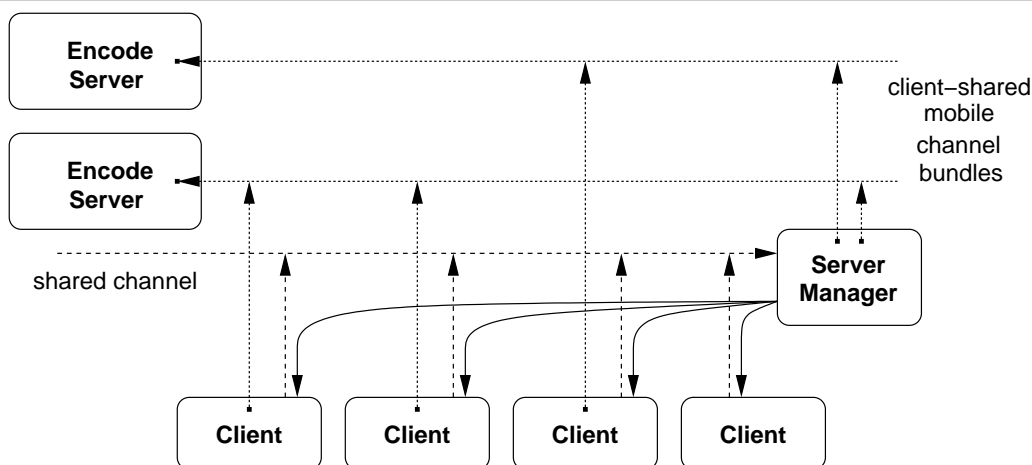 Encode
Server
client–shared
mobile
channel
bundles
Encode
Server
shared channel
Server
Manager
Client
Client
Client
Client